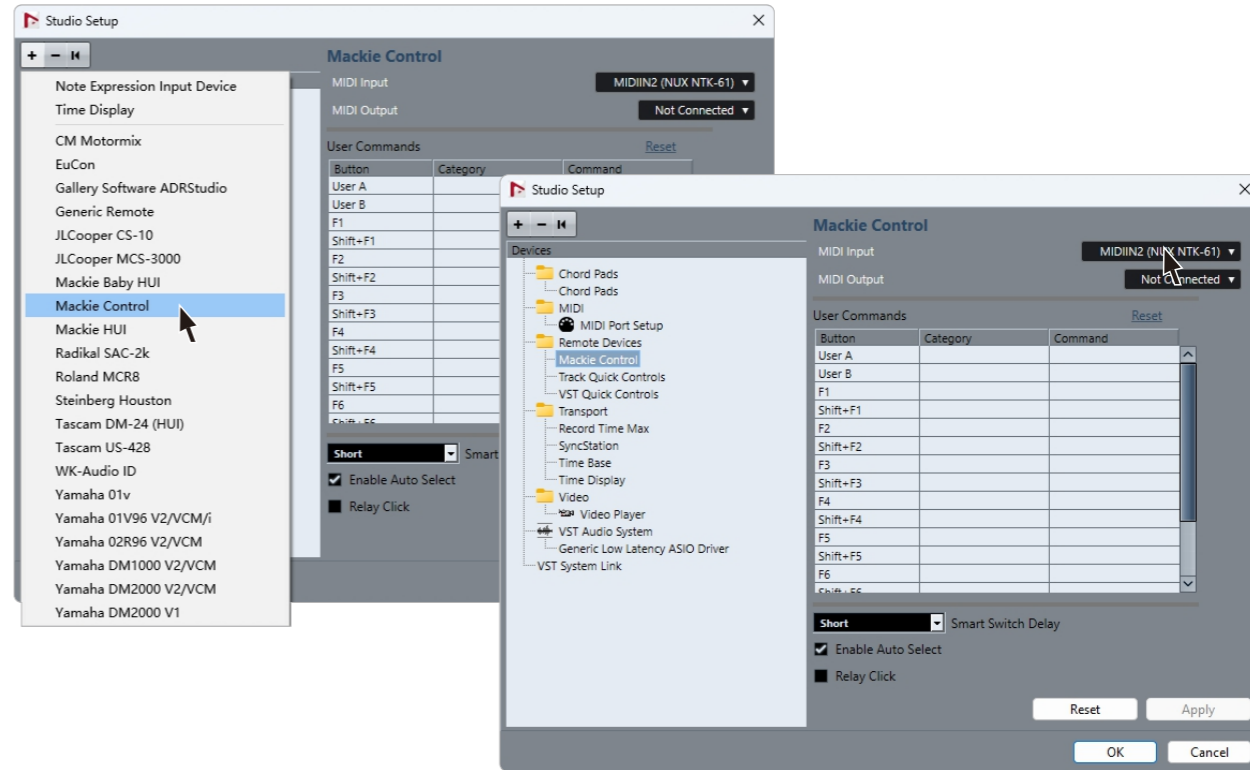 Studio Setup
Mackie Control
MIDI Input MIDIIN2 (NUX NTK-61)
MIDI Output Not Connected
User Commands Reset
Button Category Command
User A
User B
F1
Shift+F1
F2
Shift+F2
F3
Shift+F3
F4
Shift+F4
F5
Shift+F5
F6
Shift+F6
Short Smart
Enable Auto Select
Relay Click
Note Expression Input Device
Time Display
CM Motormix
EuCon
Gallery Software ADRStudio
Generic Remote
JLCooper CS-10
JLCooper MCS-3000
Mackie Baby HUI
Mackie Control
Mackie HUI
Radikal SAC-2k
Roland MCR8
Steinberg Houston
Tascam DM-24 (HUI)
Tascam US-428
WK-Audio ID
Yamaha 01v
Yamaha 01V96 V2/VCM/i
Yamaha 02R96 V2/VCM
Yamaha DM1000 V2/VCM
Yamaha DM2000 V2/VCM
Yamaha DM2000 V1
Studio Setup
Devices
Chord Pads
Chord Pads
MIDI
MIDI Port Setup
Remote Devices
Mackie Control
Track Quick Controls
VST Quick Controls
Transport
Record Time Max
SyncStation
Time Base
Time Display
Video
Video Player
VST Audio System
Generic Low Latency ASIO Driver
VST System Link
Mackie Control
MIDI Input MIDIIN2 (NUX NTK-61)
MIDI Output Not Connected
User Commands Reset
Button Category Command
User A
User B
F1
Shift+F1
F2
Shift+F2
F3
Shift+F3
F4
Shift+F4
F5
Shift+F5
F6
Shift+F6
Short Smart Switch Delay
Enable Auto Select
Relay Click
Reset Apply
OK Cancel